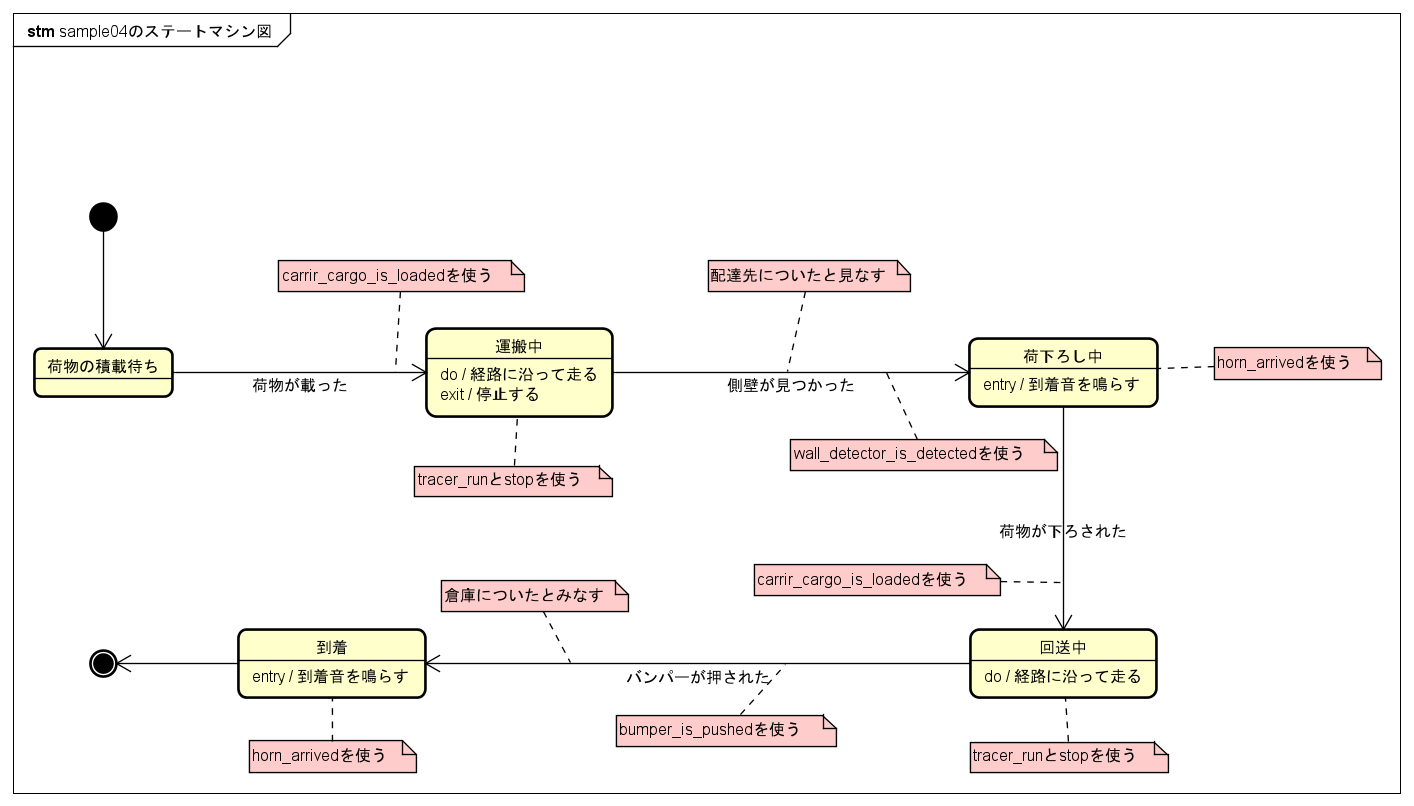 stm sample04のステートマシン図
carrir_cargo_is_loadedを使う
配達先についたと見なす
荷物の積載待ち
荷物が載った
運搬中
do / 経路に沿って走る
exit / 停止する
側壁が見つかった
荷下ろし中
entry / 到着音を鳴らす
horn_arrivedを使う
tracer_runとstopを使う
wall_detector_is_detectedを使う
荷物が下ろされた
carrir_cargo_is_loadedを使う
倉庫についたとみなす
到着
entry / 到着音を鳴らす
バンパーが押された
回送中
do / 経路に沿って走る
horn_arrivedを使う
bumper_is_pushedを使う
tracer_runとstopを使う